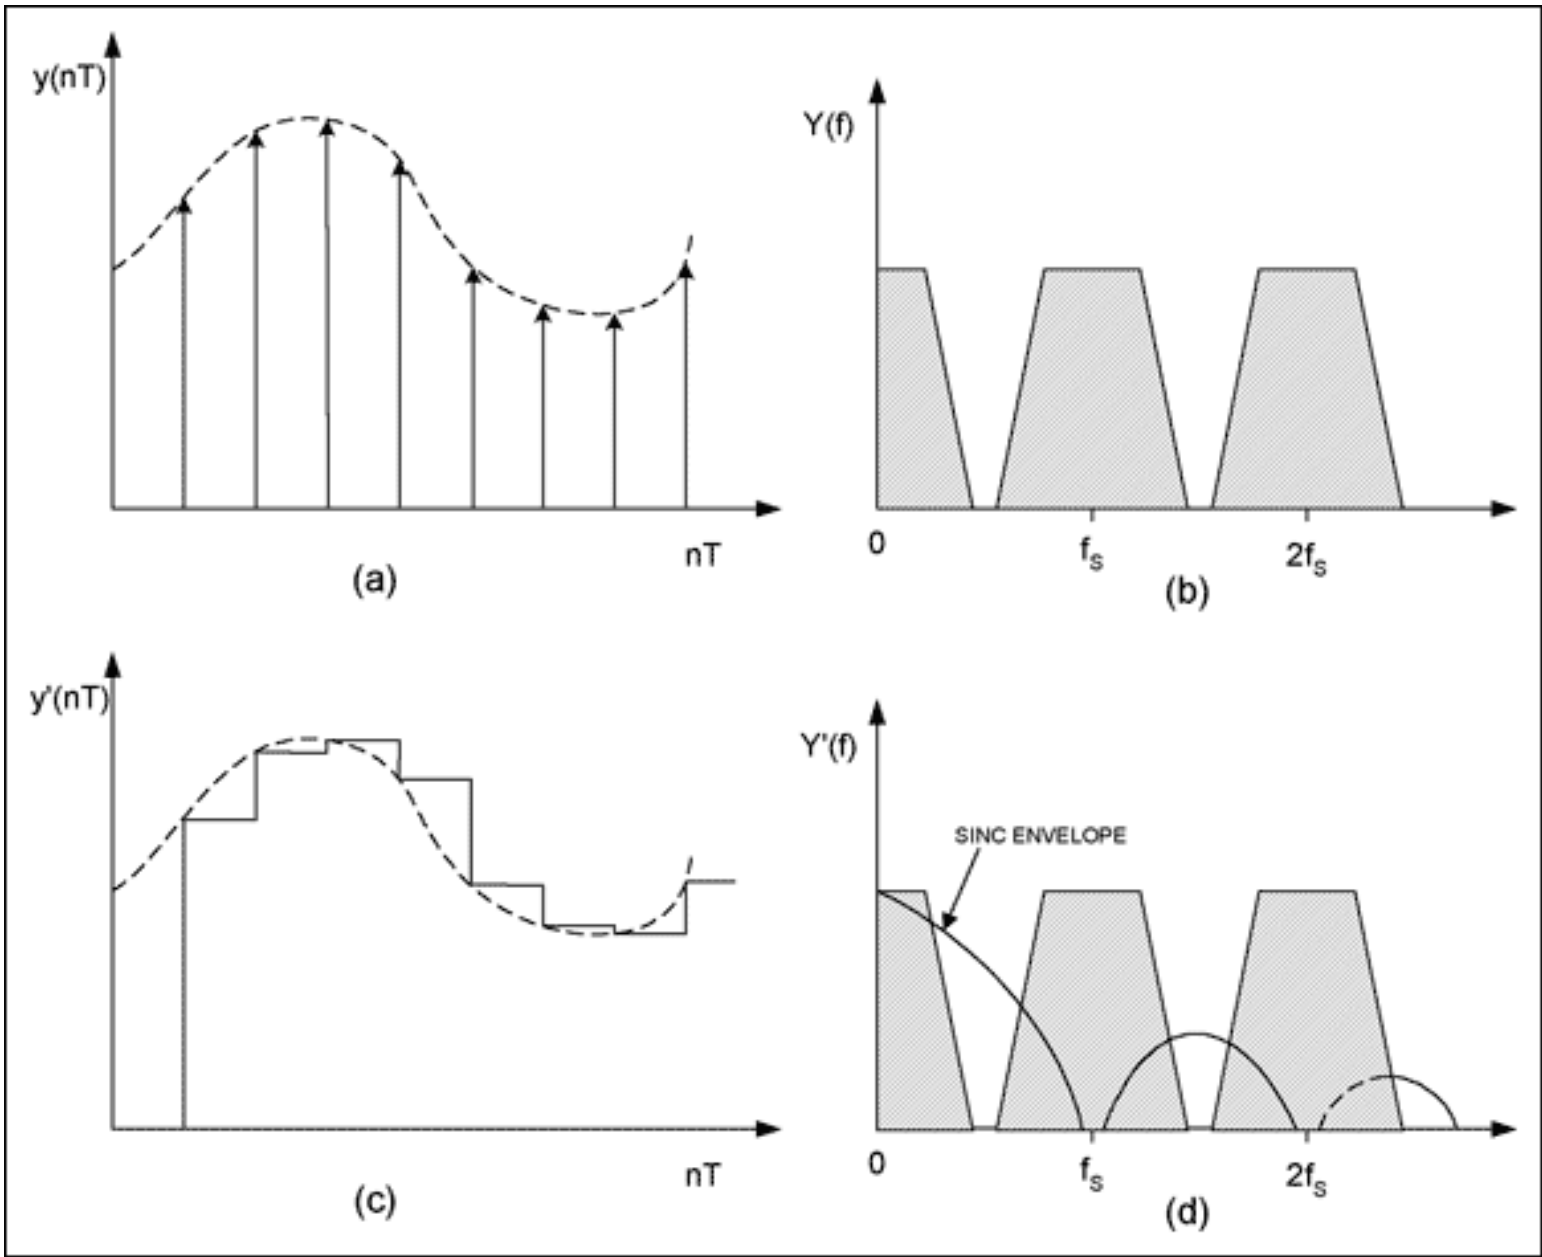 y(nT)
nT
(a)
Y(f)
0
fS
2fS
(b)
y'(nT)
nT
(c)
Y'(f)
SINC ENVELOPE
0
fS
2fS
(d)